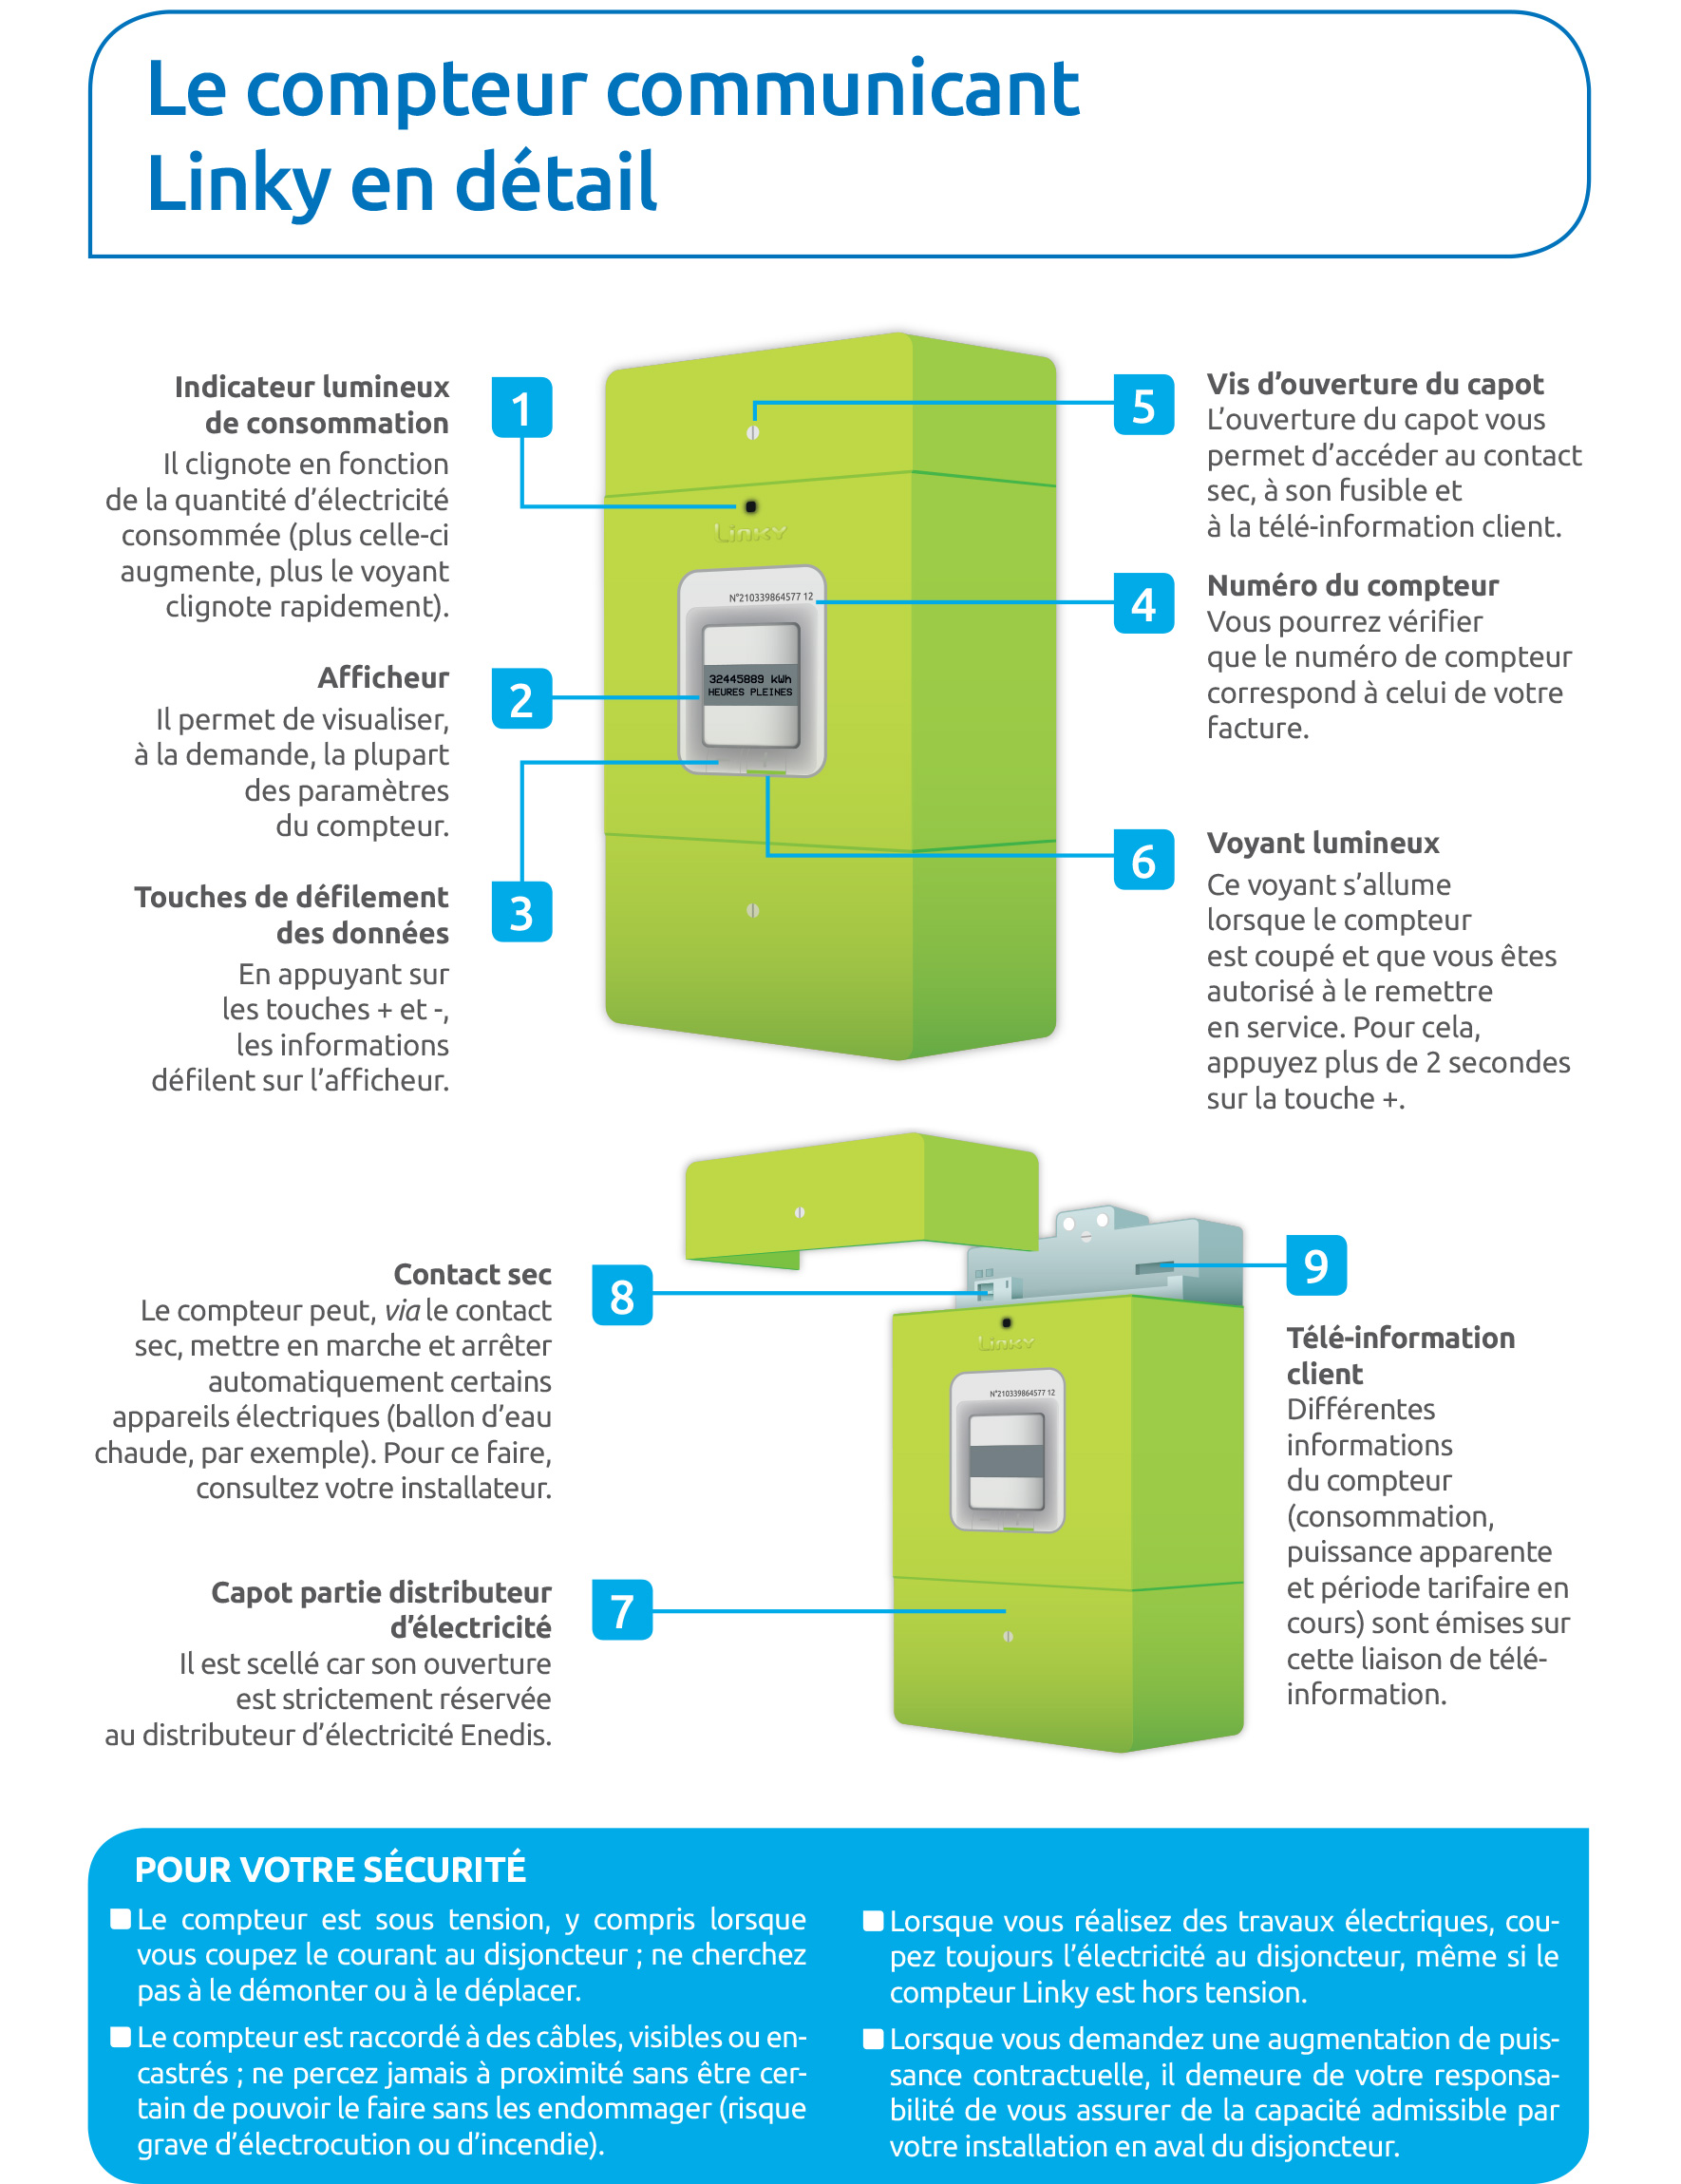 Le compteur communicant
Linky en détail
Indicateur lumineux
de consommation
Il clignote en fonction
de la quantité d’électricité
consommée (plus celle-ci
augmente, plus le voyant
clignote rapidement).
1
Afficheur
Il permet de visualiser,
à la demande, la plupart
des paramètres
du compteur.
2
Touches de défilement
des données
En appuyant sur
les touches + et -,
les informations
défilent sur l’afficheur.
3
Linky
N°210339864577 12
32445889 kWh
HEURES PLEINES
5
Vis d’ouverture du capot
L’ouverture du capot vous
permet d’accéder au contact
sec, à son fusible et
à la télé-information client.
4
Numéro du compteur
Vous pourrez vérifier
que le numéro de compteur
correspond à celui de votre
facture.
6
Voyant lumineux
Ce voyant s’allume
lorsque le compteur
est coupé et que vous êtes
autorisé à le remettre
en service. Pour cela,
appuyez plus de 2 secondes
sur la touche +.
Contact sec
Le compteur peut, via le contact
sec, mettre en marche et arrêter
automatiquement certains
appareils électriques (ballon d’eau
chaude, par exemple). Pour ce faire,
consultez votre installateur.
8
Capot partie distributeur
d’électricité
Il est scellé car son ouverture
est strictement réservée
au distributeur d’électricité Enedis.
7
Linky
N°210339864577 12
9
Télé-information
client
Différentes
informations
du compteur
(consommation,
puissance apparente
et période tarifaire en
cours) sont émises sur
cette liaison de télé-
information.
POUR VOTRE SÉCURITÉ
Le compteur est sous tension, y compris lorsque
vous coupez le courant au disjoncteur ; ne cherchez
pas à le démonter ou à le déplacer.
Le compteur est raccordé à des câbles, visibles ou en-
castrés ; ne percez jamais à proximité sans être cer-
tain de pouvoir le faire sans les endommager (risque
grave d’électrocution ou d’incendie).
Lorsque vous réalisez des travaux électriques, cou-
pez toujours l’électricité au disjoncteur, même si le
compteur Linky est hors tension.
Lorsque vous demandez une augmentation de puis-
sance contractuelle, il demeure de votre responsa-
bilité de vous assurer de la capacité admissible par
votre installation en aval du disjoncteur.